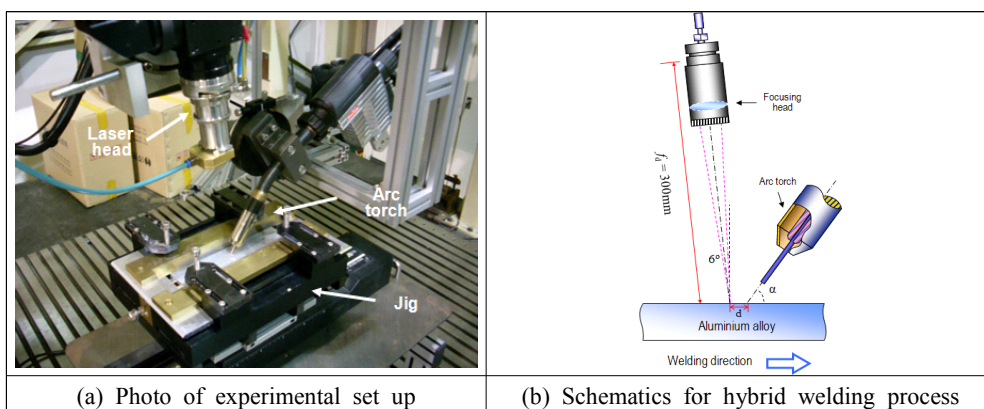 Laser
head
Arc
torch
Jig
(a) Photo of experimental set up
Focusing
head
fd = 300mm
Arc torch
6°
α
d
Aluminium alloy
Welding direction
(b) Schematics for hybrid welding process